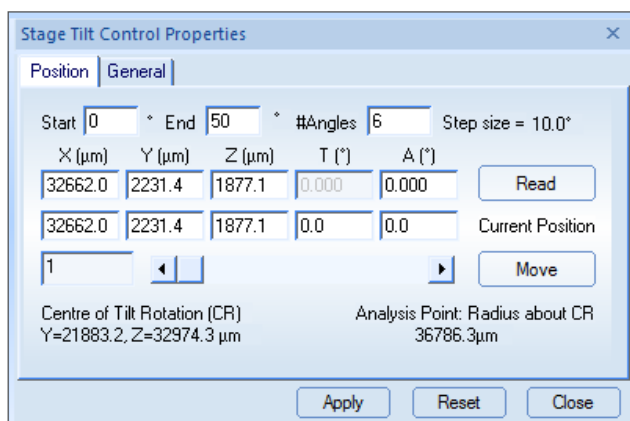 Stage Tilt Control Properties
Position General
Start 0 ° End 50 ° #Angles 6 Step size = 10.0°
X (µm) Y (µm) Z (µm) T (°) A (°)
32662.0 2231.4 1877.1 0.000 0.000 Read
32662.0 2231.4 1877.1 0.0 0.0 Current Position
1 Move
Centre of Tilt Rotation (CR) Analysis Point: Radius about CR
Y=21883.2, Z=32974.3 µm 36786.3µm
Apply Reset Close